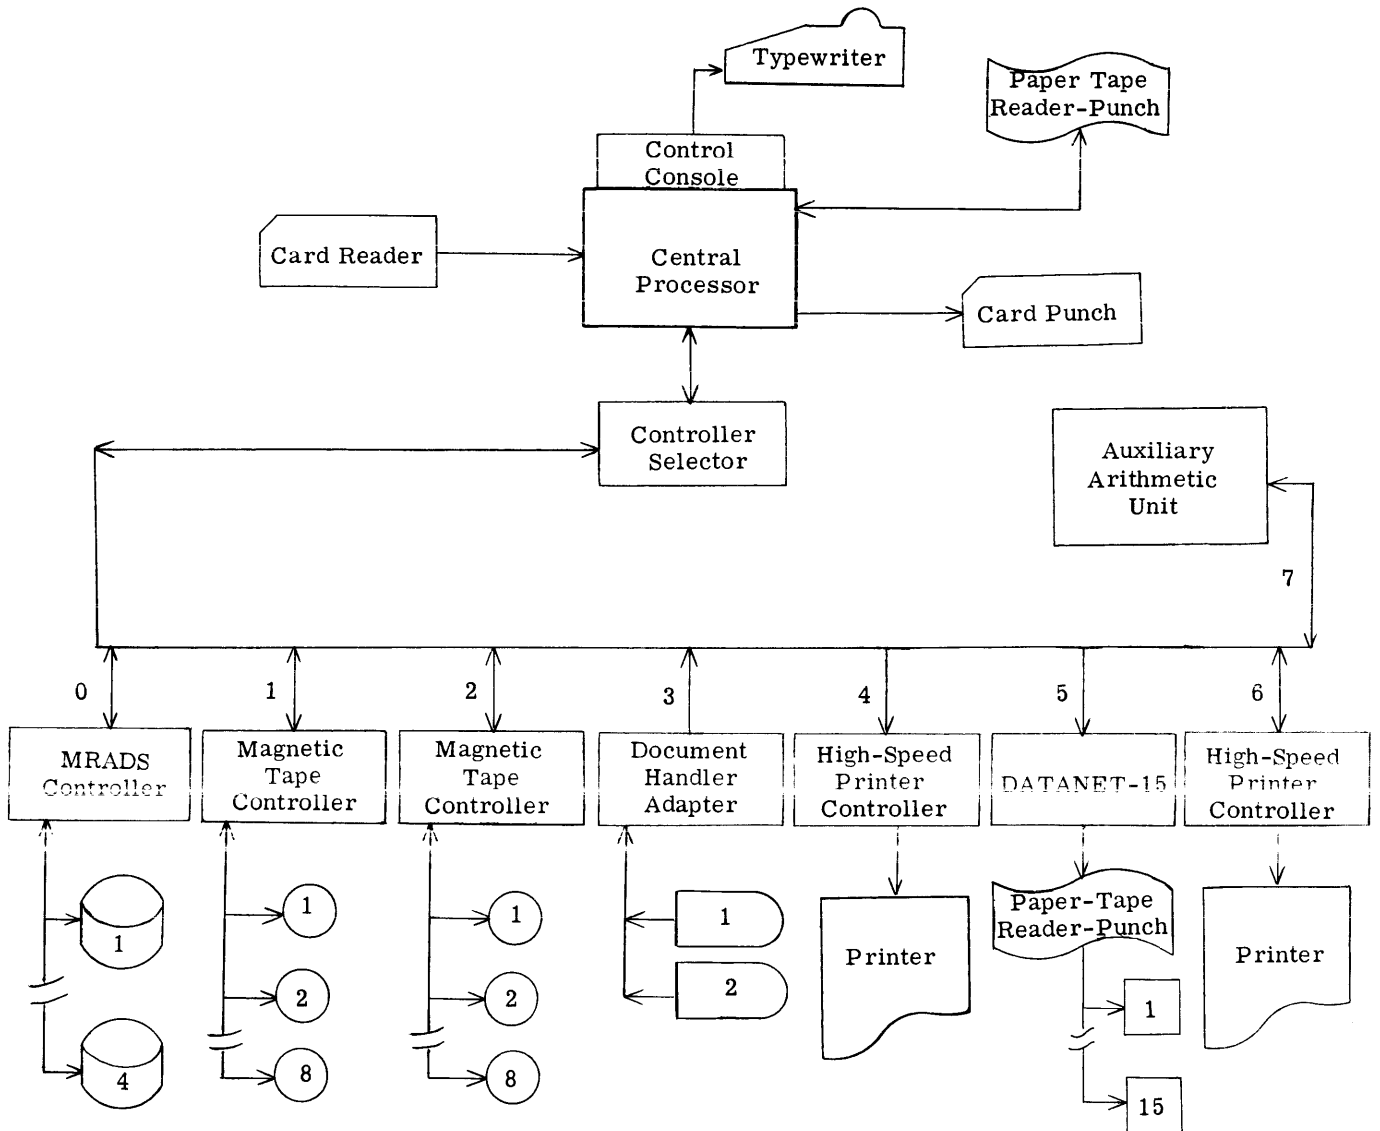 Typewriter
Paper Tape
Reader-Punch
Control
Console
Card Reader
Central
Processor
Card Punch
Controller
Selector
Auxiliary
Arithmetic
Unit
7
0
1
2
3
4
5
6
MRADS
Controller
Magnetic
Tape
Controller
Magnetic
Tape
Controller
Document
Handler
Adapter
High-Speed
Printer
Controller
DATANET-15
High-Speed
Printer
Controller
1
4
1
2
8
1
2
8
1
2
Printer
Paper-Tape
Reader-Punch
1
15
Printer